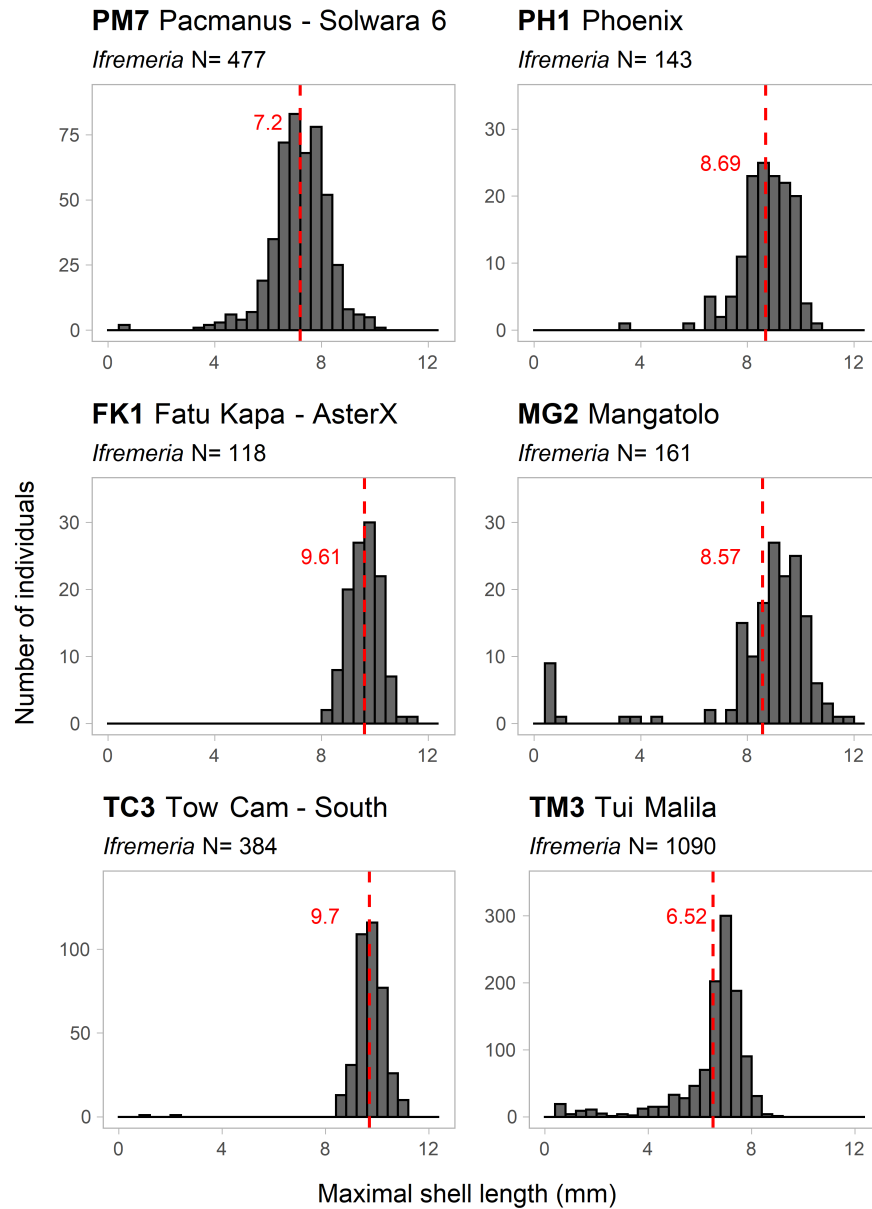 PM7 Pacmanus - Solwara 6
Ifremeria N= 477
7.2
75
50
25
0
0 4 8 12
PH1 Phoenix
Ifremeria N= 143
8.69
30
20
10
0
0 4 8 12
FK1 Fatu Kapa - AsterX
Ifremeria N= 118
9.61
30
20
10
0
0 4 8 12
MG2 Mangatolo
Ifremeria N= 161
8.57
30
20
10
0
0 4 8 12
Number of individuals
TC3 Tow Cam - South
Ifremeria N= 384
9.7
100
50
0
0 4 8 12
TM3 Tui Malila
Ifremeria N= 1090
6.52
300
200
100
0
0 4 8 12
Maximal shell length (mm)